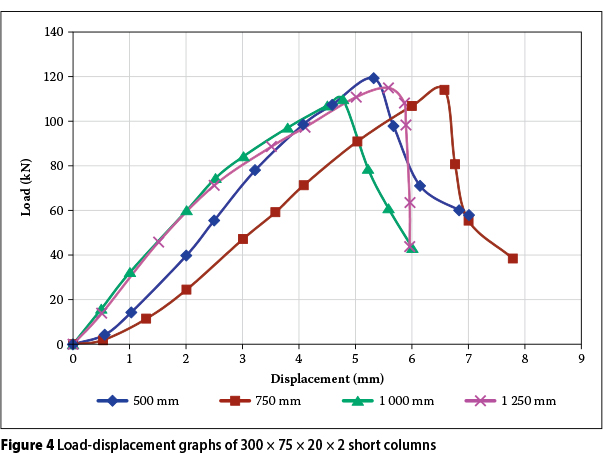 140
120
100
80
60
40
20
0
Load (kN)
0 1 2 3 4 5 6 7 8 9
Displacement (mm)
500 mm 750 mm 1 000 mm 1 250 mm
Figure 4 Load-displacement graphs of 300 × 75 × 20 × 2 short columns